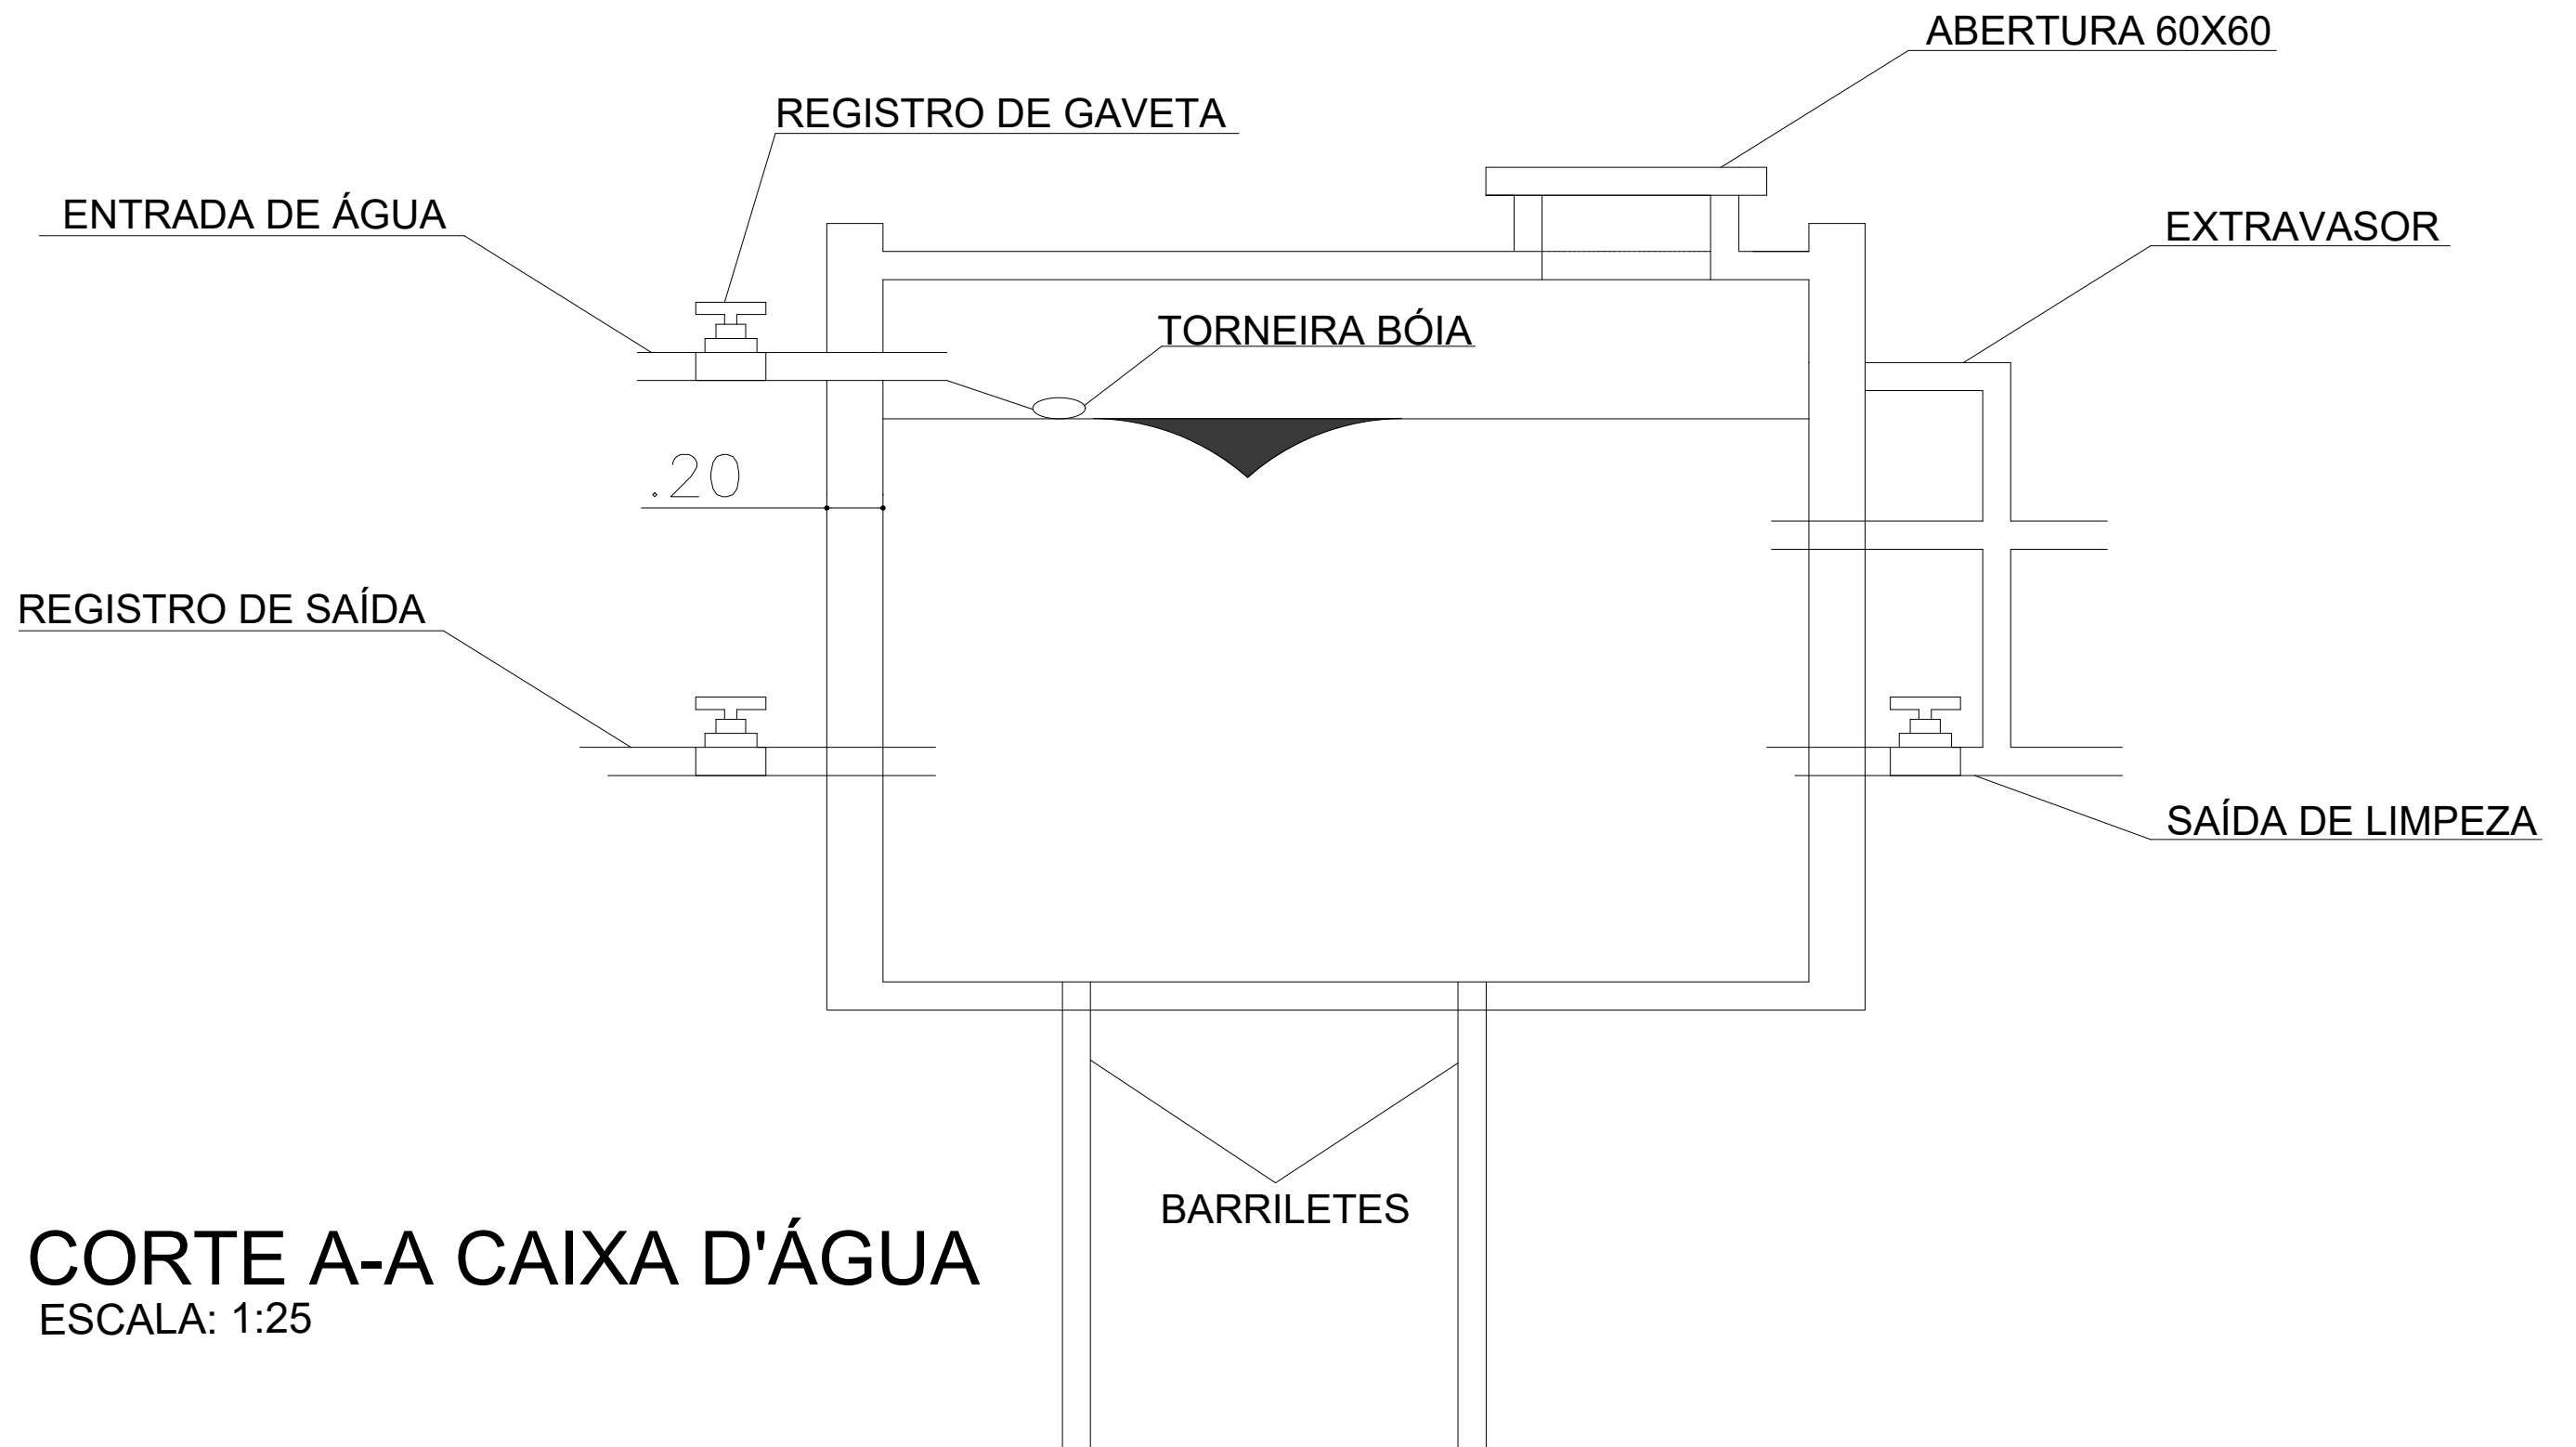 ABERTURA 60X60
REGISTRO DE GAVETA
ENTRADA DE ÁGUA
EXTRAVASOR
TORNEIRA BÓIA
.20
REGISTRO DE SAÍDA
SAÍDA DE LIMPEZA
BARRILETES
CORTE A-A CAIXA D'ÁGUA
ESCALA: 1:25